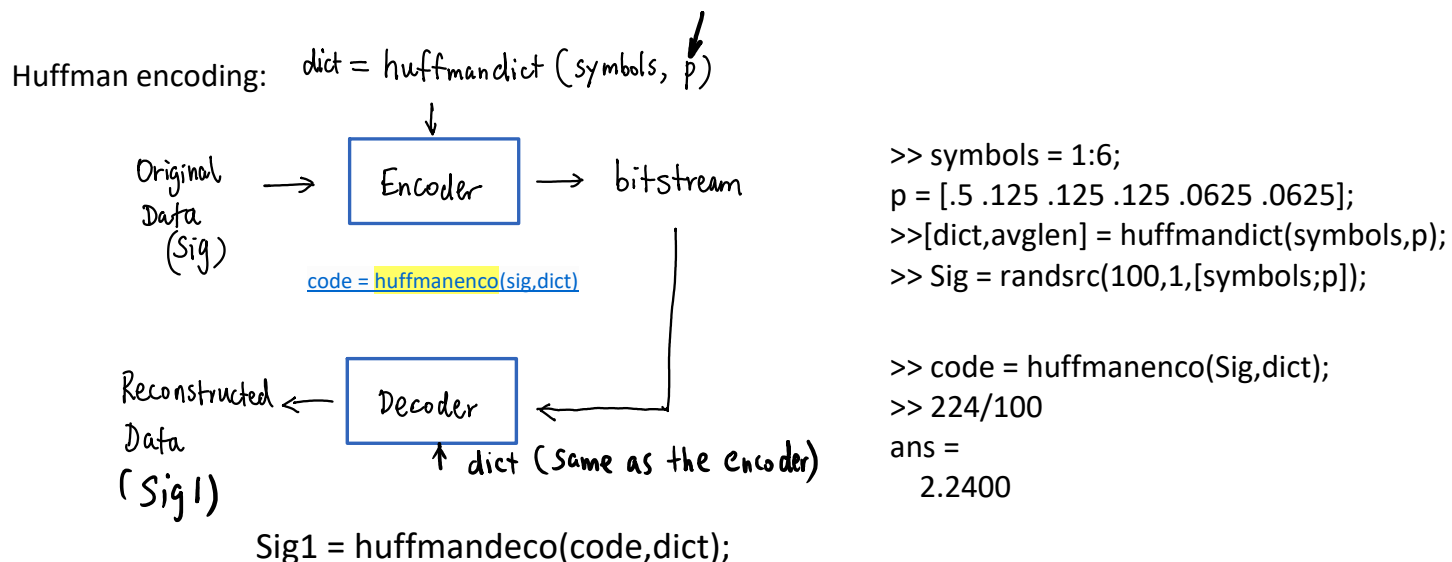 Huffman encoding: dict = huffmandict (symbols, p)
Original
Data
(Sig)
Encoder
bitstream
code = huffmanenco(sig,dict)
Reconstructed
Data
(Sig1)
Decoder
dict (same as the encoder)
Sig1 = huffmandeco(code,dict);
>> symbols = 1:6;
p = [.5 .125 .125 .125 .0625 .0625];
>>[dict,avglen] = huffmandict(symbols,p);
>> Sig = randsrc(100,1,[symbols;p]);
>> code = huffmanenco(Sig,dict);
>> 224/100
ans =
2.2400